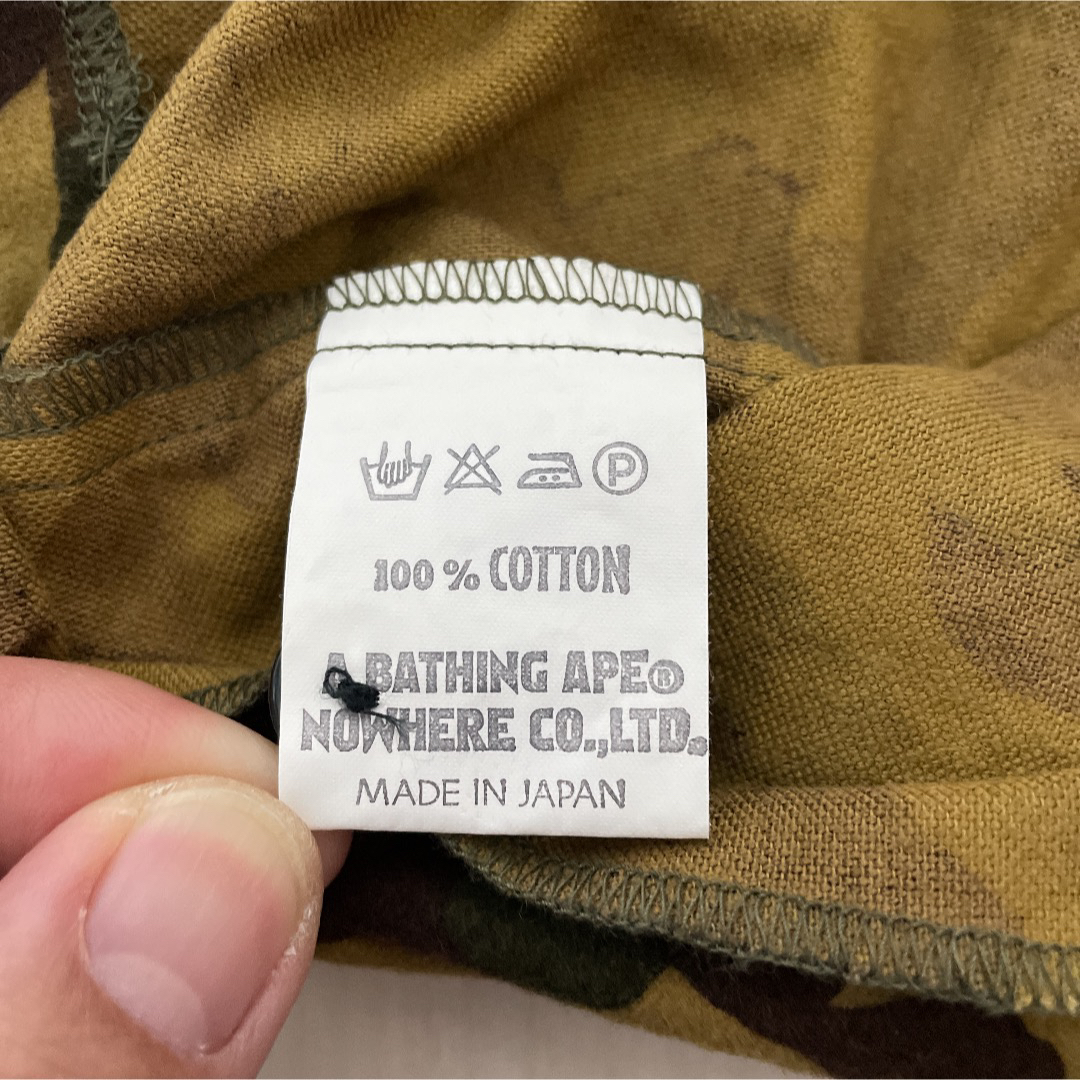 P
100 % COTTON
A BATHING APE®
NOWHERE CO.,LTD.
MADE IN JAPAN